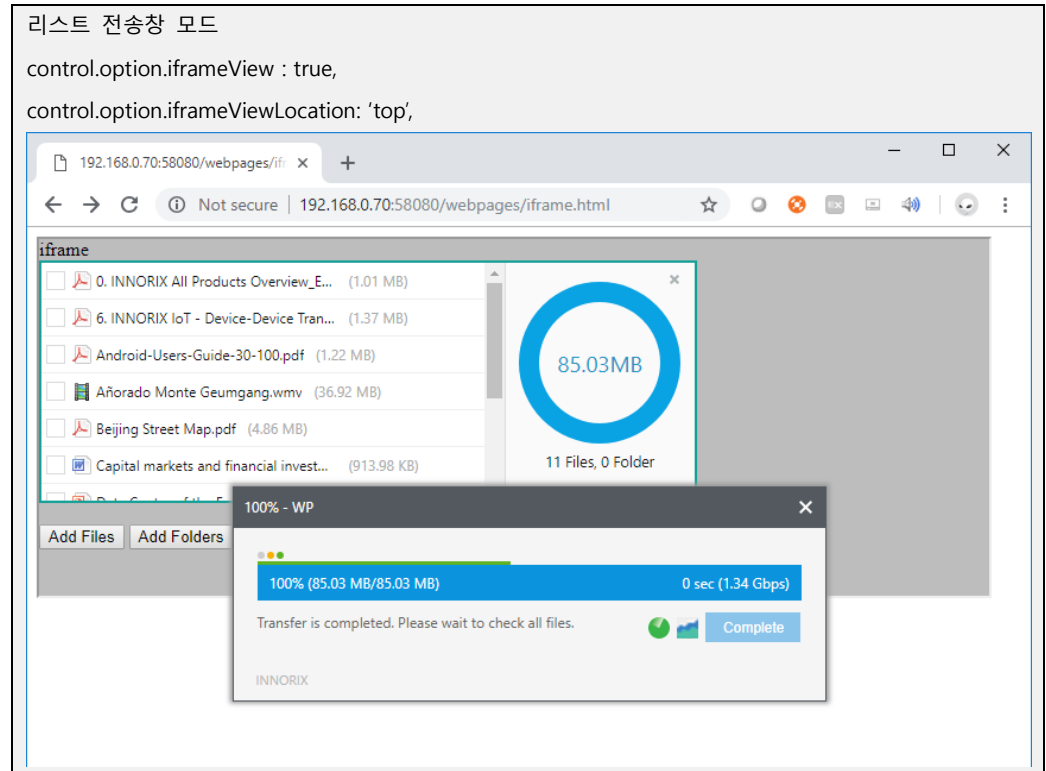 리스트 전송창 모드
control.option.iframeView : true,
control.option.iframeViewLocation: ‘top’,
192.168.0.70:58080/webpages/ifr
Not secure | 192.168.0.70:58080/webpages/iframe.html
iframe
0. INNORIX All Products Overview_E... (1.01 MB)
6. INNORIX IoT - Device-Device Tran... (1.37 MB)
Android-Users-Guide-30-100.pdf (1.22 MB)
Añorado Monte Geumgang.wmv (36.92 MB)
Beijing Street Map.pdf (4.86 MB)
Capital markets and financial invest... (913.98 KB)
85.03MB
11 Files, 0 Folder
Add Files Add Folders
100% - WP
100% (85.03 MB/85.03 MB) 0 sec (1.34 Gbps)
Transfer is completed. Please wait to check all files.
Complete
INNORIX